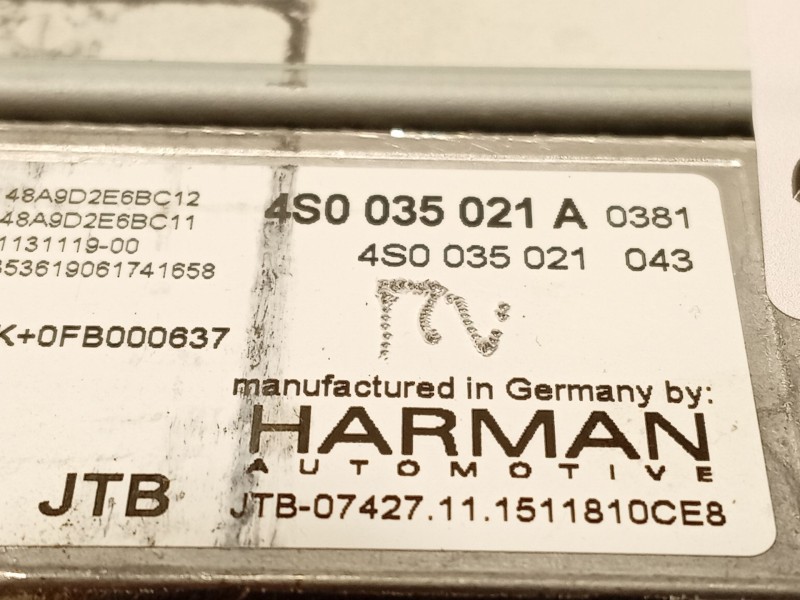 48A9D2E6BC12
48A9D2E6BC11
1131119-00
353619061741658
K+0FB000637
JTB
4S0 035 021 A 0381
4S0 035 021 043
manufactured in Germany by:
HARMAN
AUTOMOTIVE
JTB-07427.11.1511810CE8